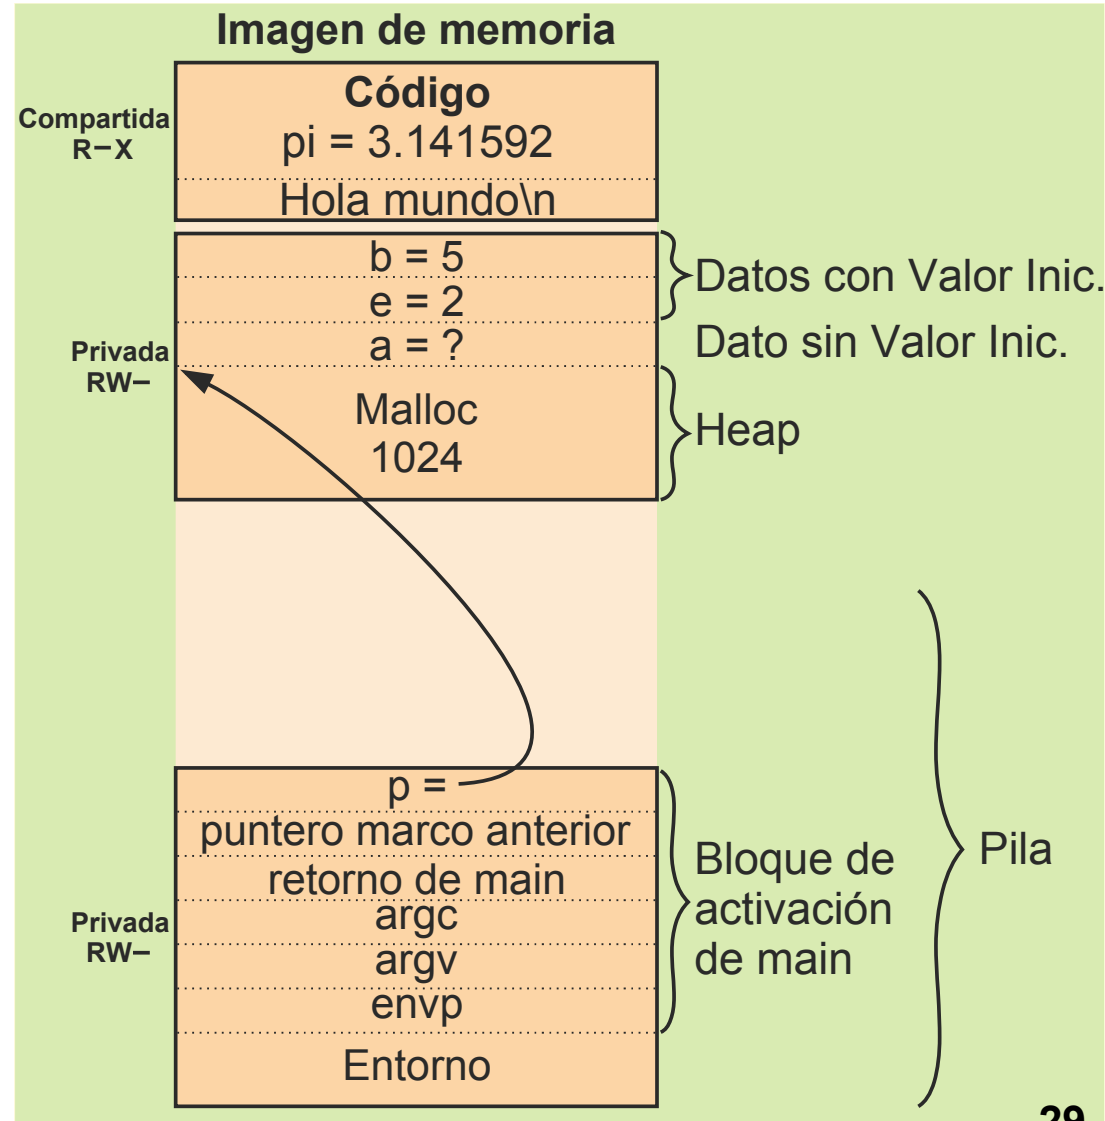 Imagen de memoria
Compartida
R–X
Código
pi = 3.141592
Hola mundo\n
Privada
RW–
b = 5
e = 2
a = ?
Malloc
1024
Datos con Valor Inic.
Dato sin Valor Inic.
Heap
Privada
RW–
p =
puntero marco anterior
retorno de main
argc
argv
envp
Entorno
Bloque de
activación
de main
Pila
29